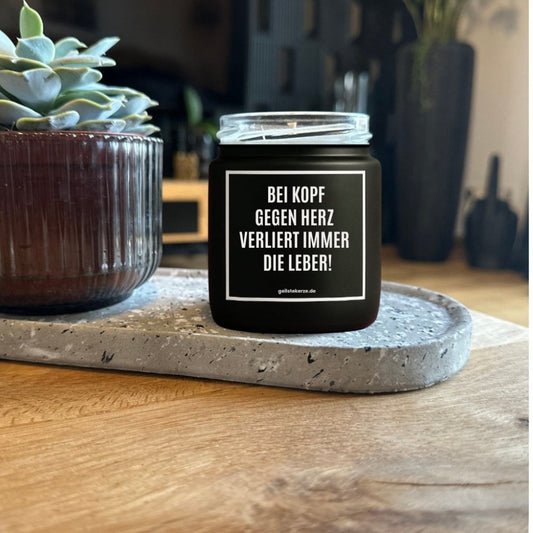 BEI KOPF
GEGEN HERZ
VERLIERT IMMER
DIE LEBER!
geilstekerze.de